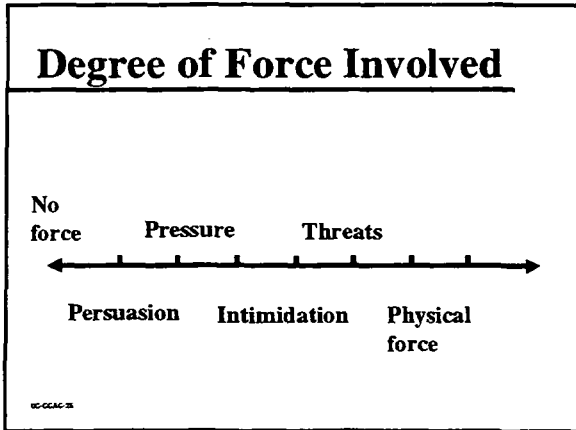 Degree of Force Involved
No
force
Pressure
Threats
Persuasion
Intimidation
Physical
force